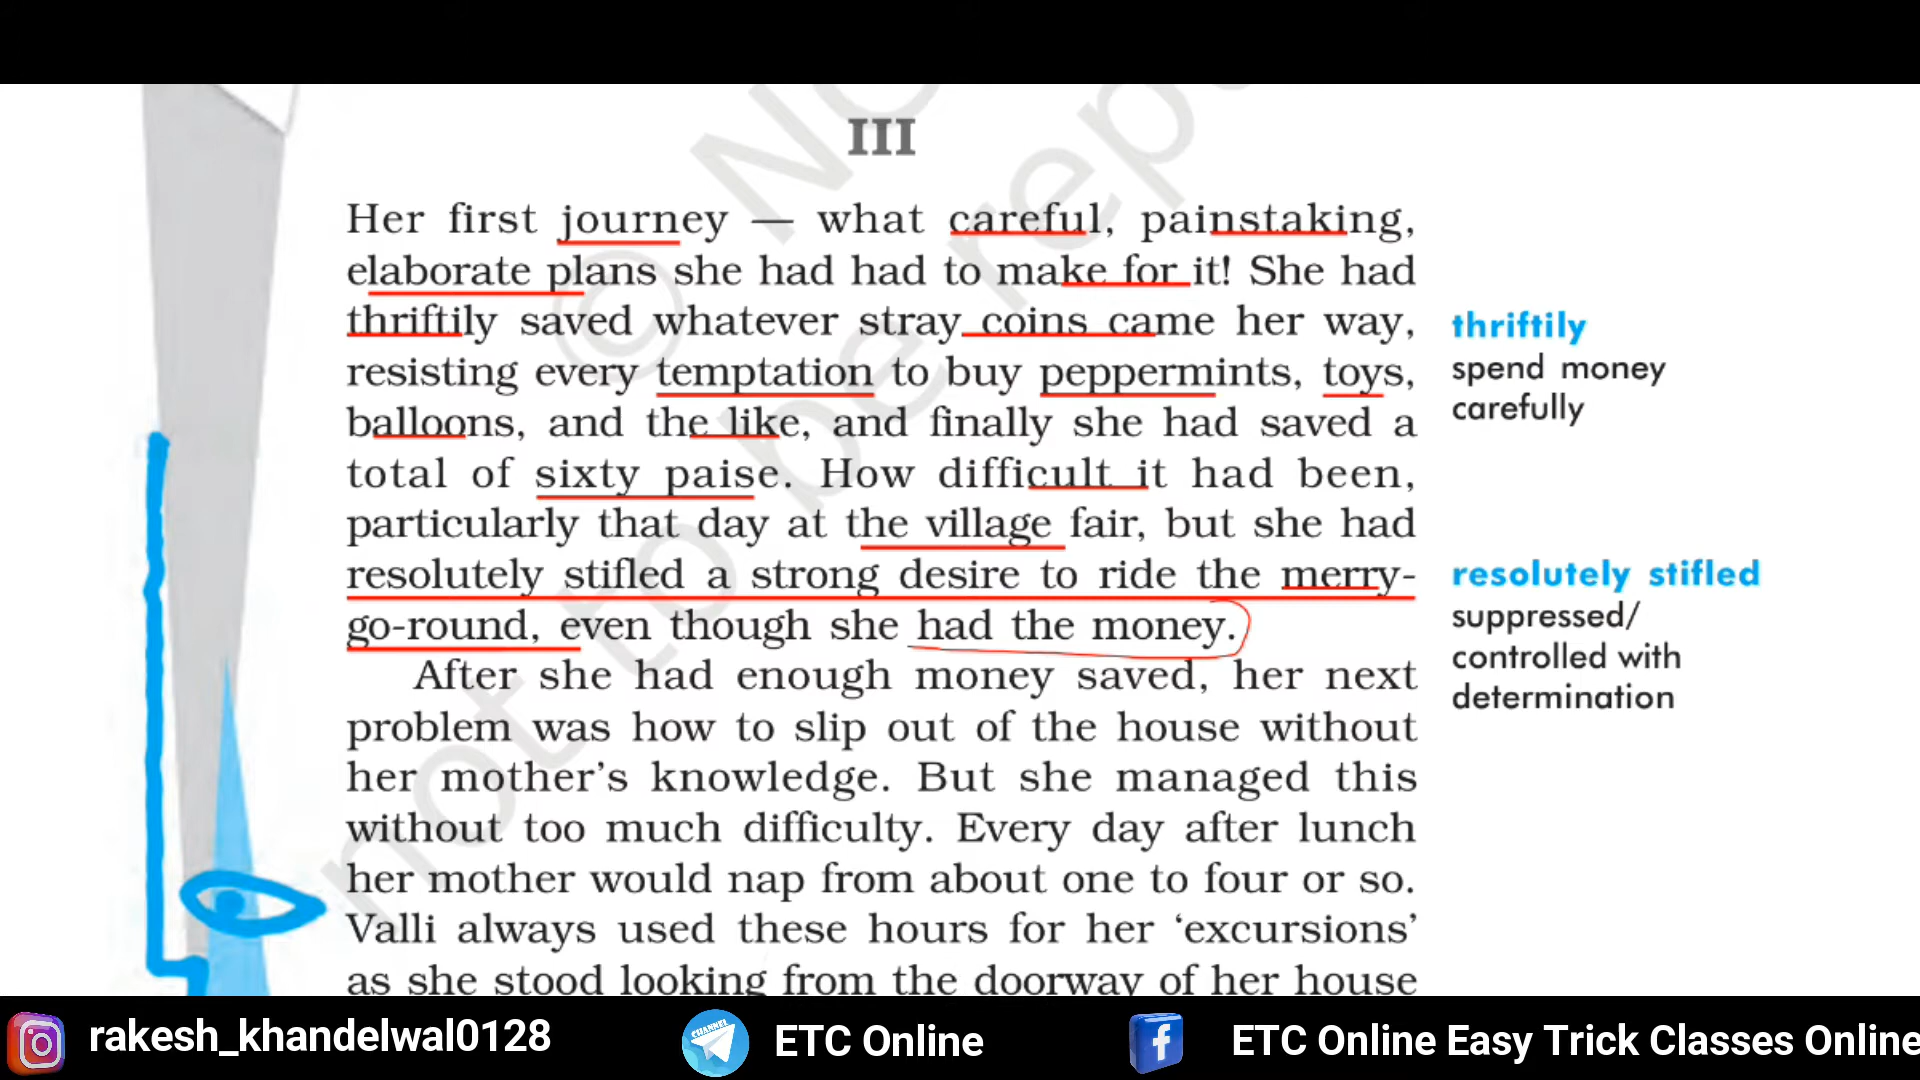 III
Her first journey — what careful, painstaking,
elaborate plans she had had to make for it! She had
thriftily saved whatever stray coins came her way,
resisting every temptation to buy peppermints, toys,
balloons, and the like, and finally she had saved a
total of sixty paise. How difficult it had been,
particularly that day at the village fair, but she had
resolutely stifled a strong desire to ride the merry-
go-round, even though she had the money.
After she had enough money saved, her next
problem was how to slip out of the house without
her mother’s knowledge. But she managed this
without too much difficulty. Every day after lunch
her mother would nap from about one to four or so.
Valli always used these hours for her ‘excursions’
as she stood looking from the doorway of her house
thriftily
spend money
carefully
resolutely stifled
suppressed/
controlled with
determination
© NC
not to be rep
rakesh_khandelwal0128
CHANNEL
ETC Online
ETC Online Easy Trick Classes Online